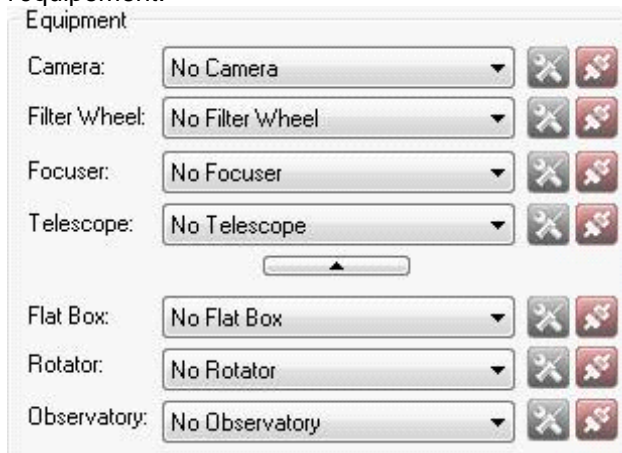 l'équipement.
Equipment
Camera: No Camera
Filter Wheel: No Filter Wheel
Focuser: No Focuser
Telescope: No Telescope
Flat Box: No Flat Box
Rotator: No Rotator
Observatory: No Observatory